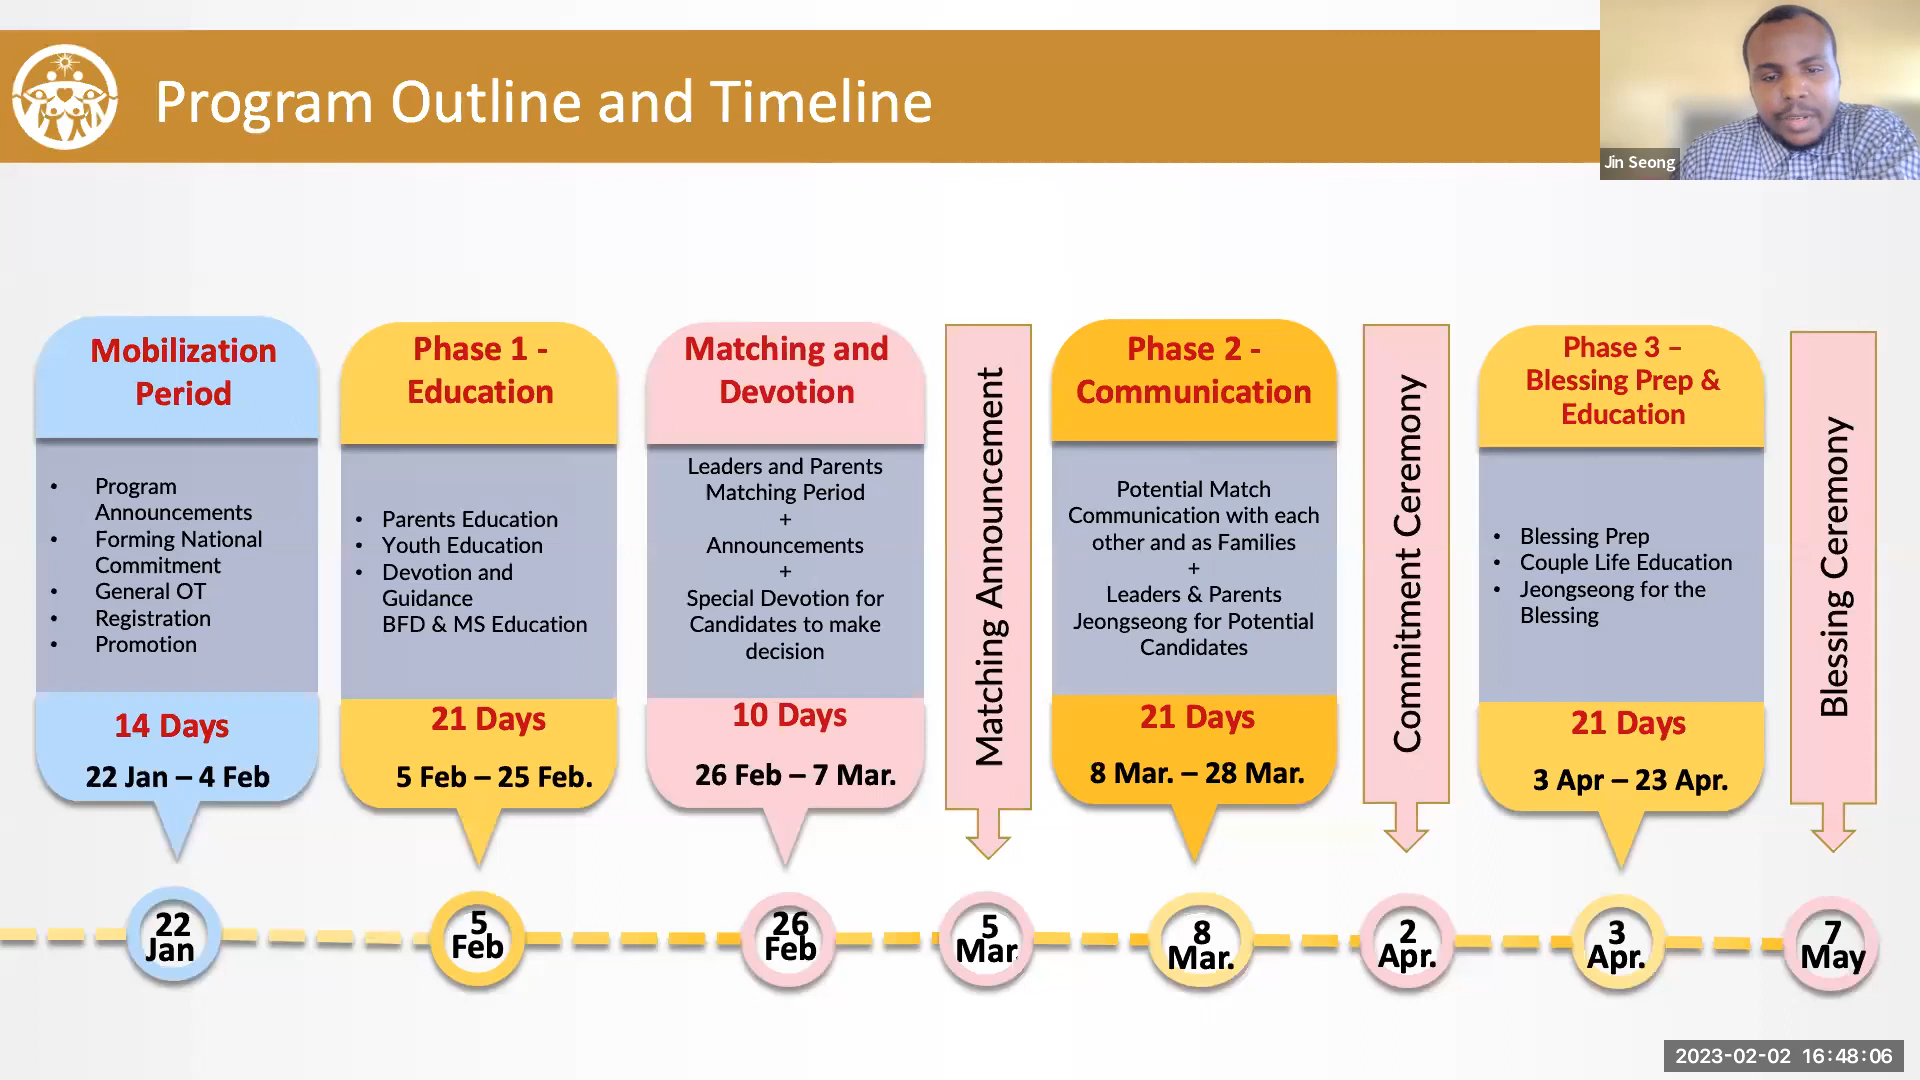 Program Outline and Timeline
Jin Seong
Mobilization
Period
• Program
Announcements
• Forming National
Commitment
• General OT
• Registration
• Promotion
14 Days
22 Jan – 4 Feb
Phase 1 -
Education
• Parents Education
• Youth Education
• Devotion and
Guidance
BFD & MS Education
21 Days
5 Feb – 25 Feb.
Matching and
Devotion
Leaders and Parents
Matching Period
+
Announcements
+
Special Devotion for
Candidates to make
decision
10 Days
26 Feb – 7 Mar.
Matching Announcement
Phase 2 -
Communication
Potential Match
Communication with each
other and as Families
+
Leaders & Parents
Jeongseong for Potential
Candidates
21 Days
8 Mar. – 28 Mar.
Commitment Ceremony
Phase 3 –
Blessing Prep &
Education
• Blessing Prep
• Couple Life Education
• Jeongseong for the
Blessing
21 Days
3 Apr – 23 Apr.
Blessing Ceremony
22
Jan
5
Feb
26
Feb
5
Mar.
8
Mar.
2
Apr.
3
Apr.
7
May
2023-02-02 16:48:06